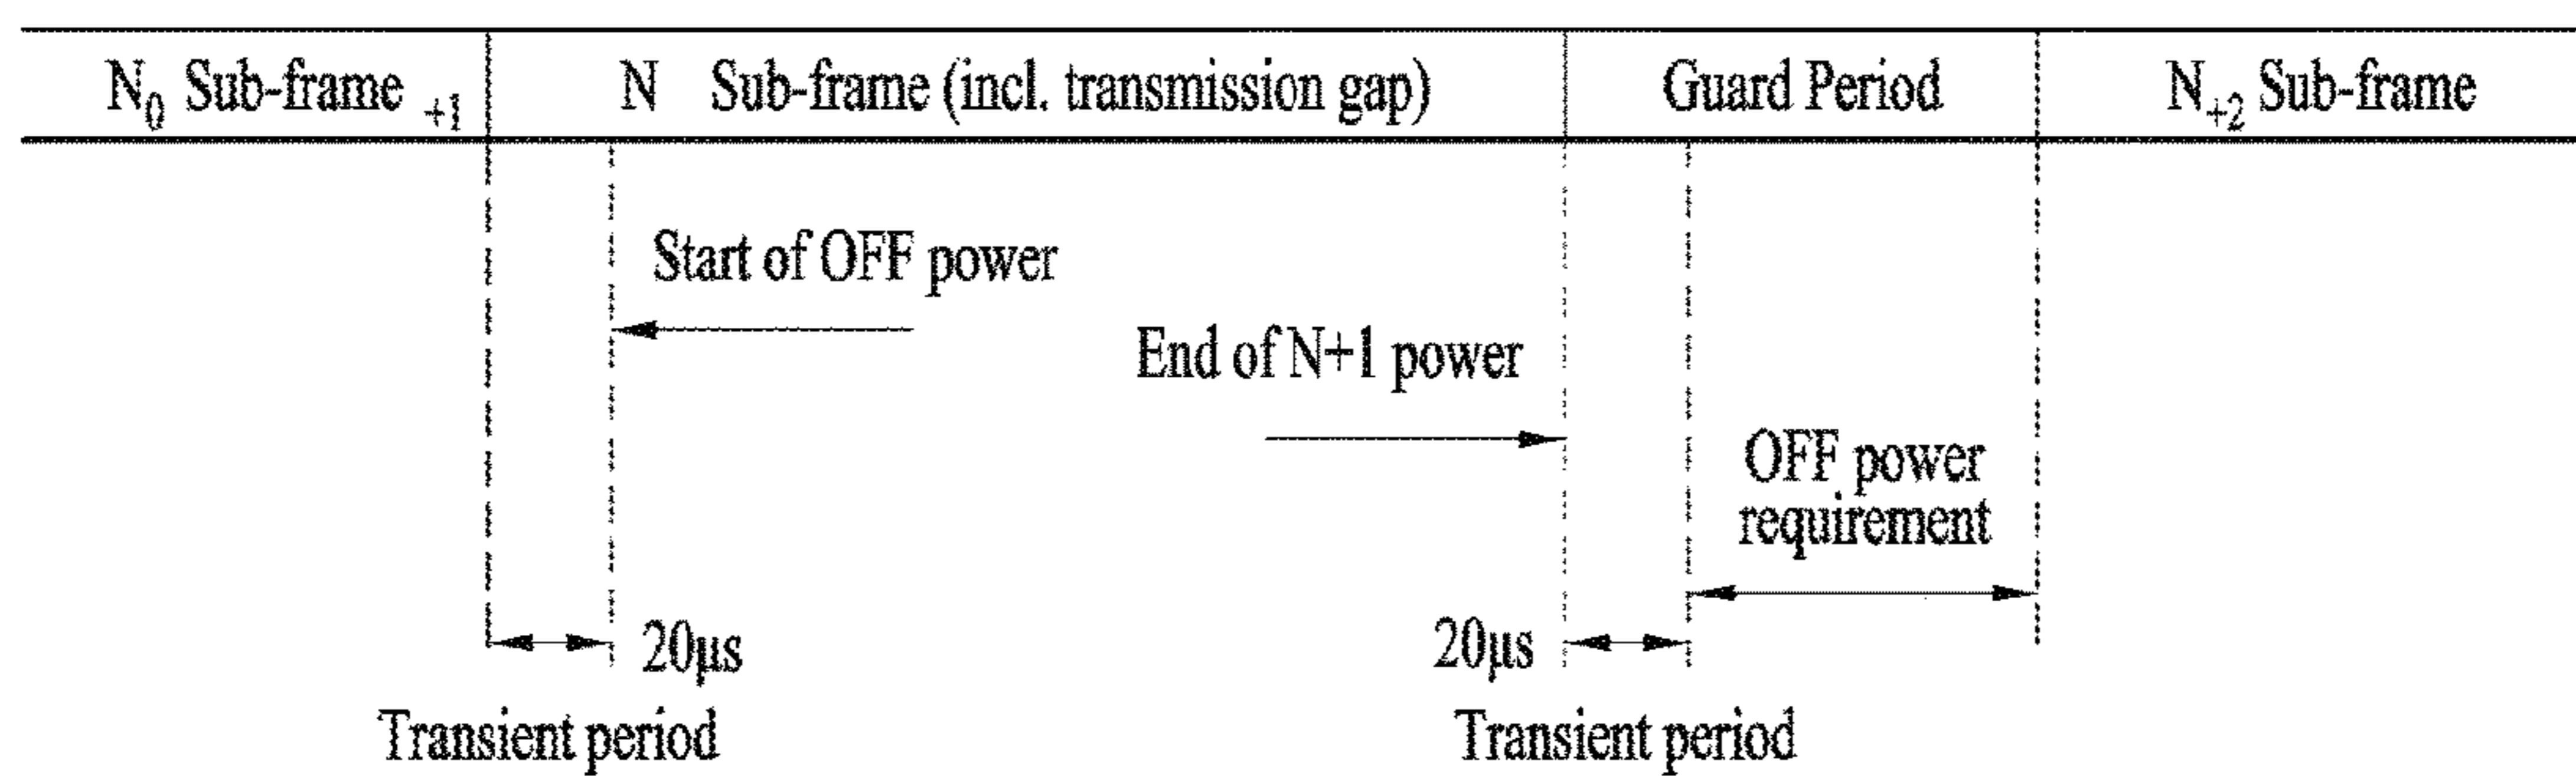 N0 Sub-frame +1
N Sub-frame (incl. transmission gap)
Guard Period
N+2 Sub-frame
Start of OFF power
End of N+1 power
OFF power
requirement
20μs
20μs
Transient period
Transient period